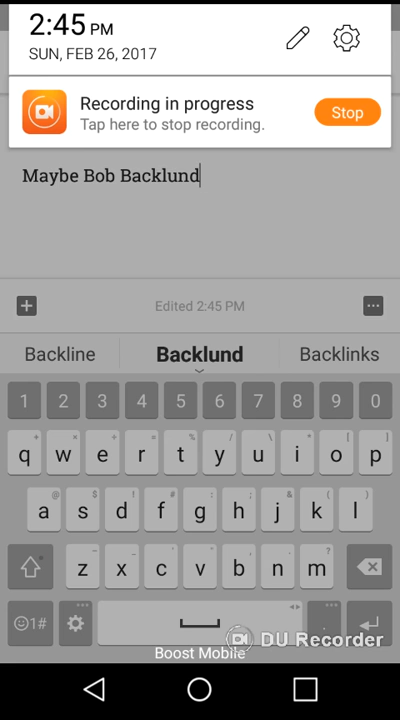 2:45 PM
SUN, FEB 26, 2017
Recording in progress
Tap here to stop recording.
Stop
Maybe Bob Backlund
Edited 2:45 PM
Backline Backlund Backlinks
1 2 3 4 5 6 7 8 9 0
q w e r t y u i o p
a s d f g h j k l
z x c v b n m
☺1# .
DU Recorder
Boost Mobile